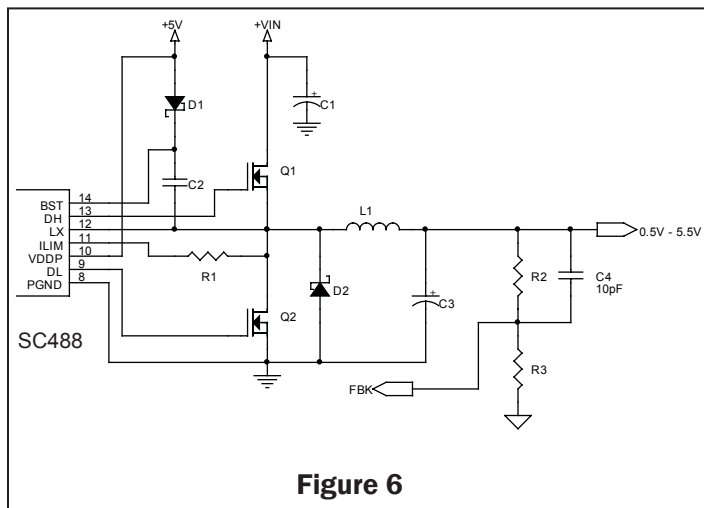 +5V
+VIN
D1
C1
+
C2
Q1
BST 14
DH 13
LX 12
ILIM 11
VDDP 10
DL 9
PGND 8
SC488
R1
Q2
D2
L1
+
C3
0.5V - 5.5V
R2
C4
10pF
R3
FBK
Figure 6